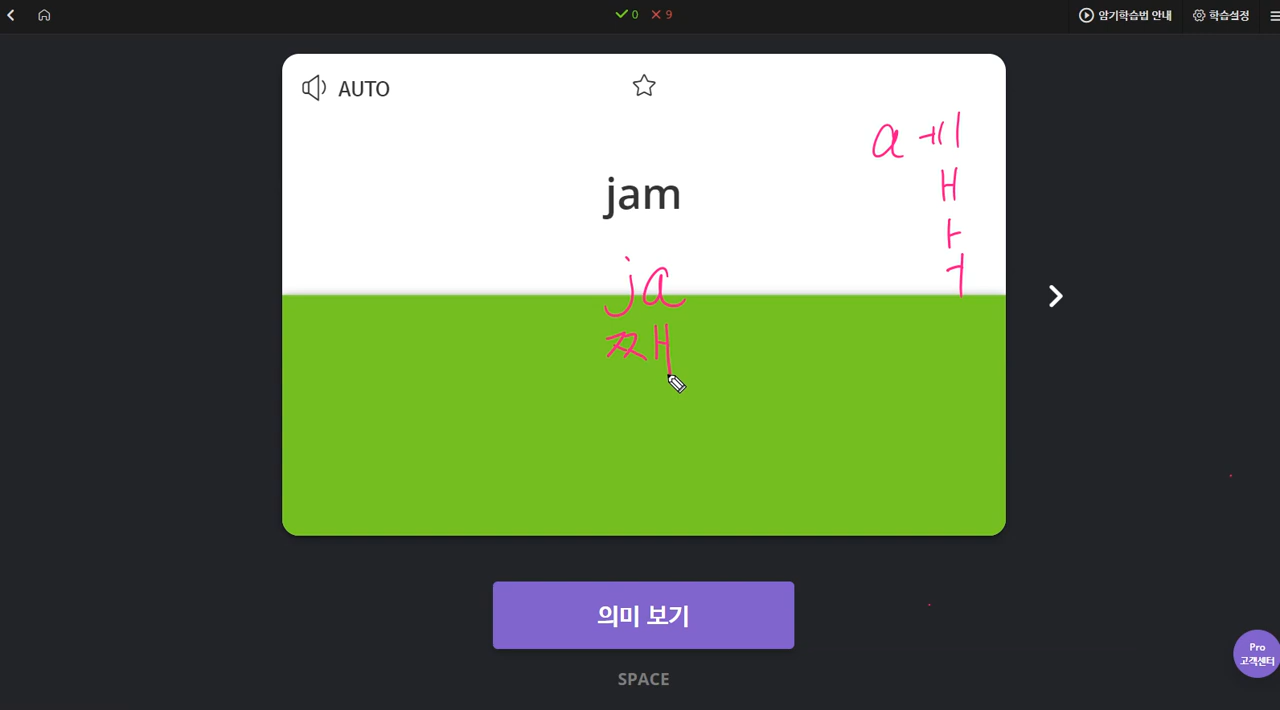 0 9 암기학습법 안내 학습설정
AUTO
a ㅔ
ㅐ
ㅏ
ㅓ
jam
ja
째
의미 보기
SPACE
Pro
고객센터